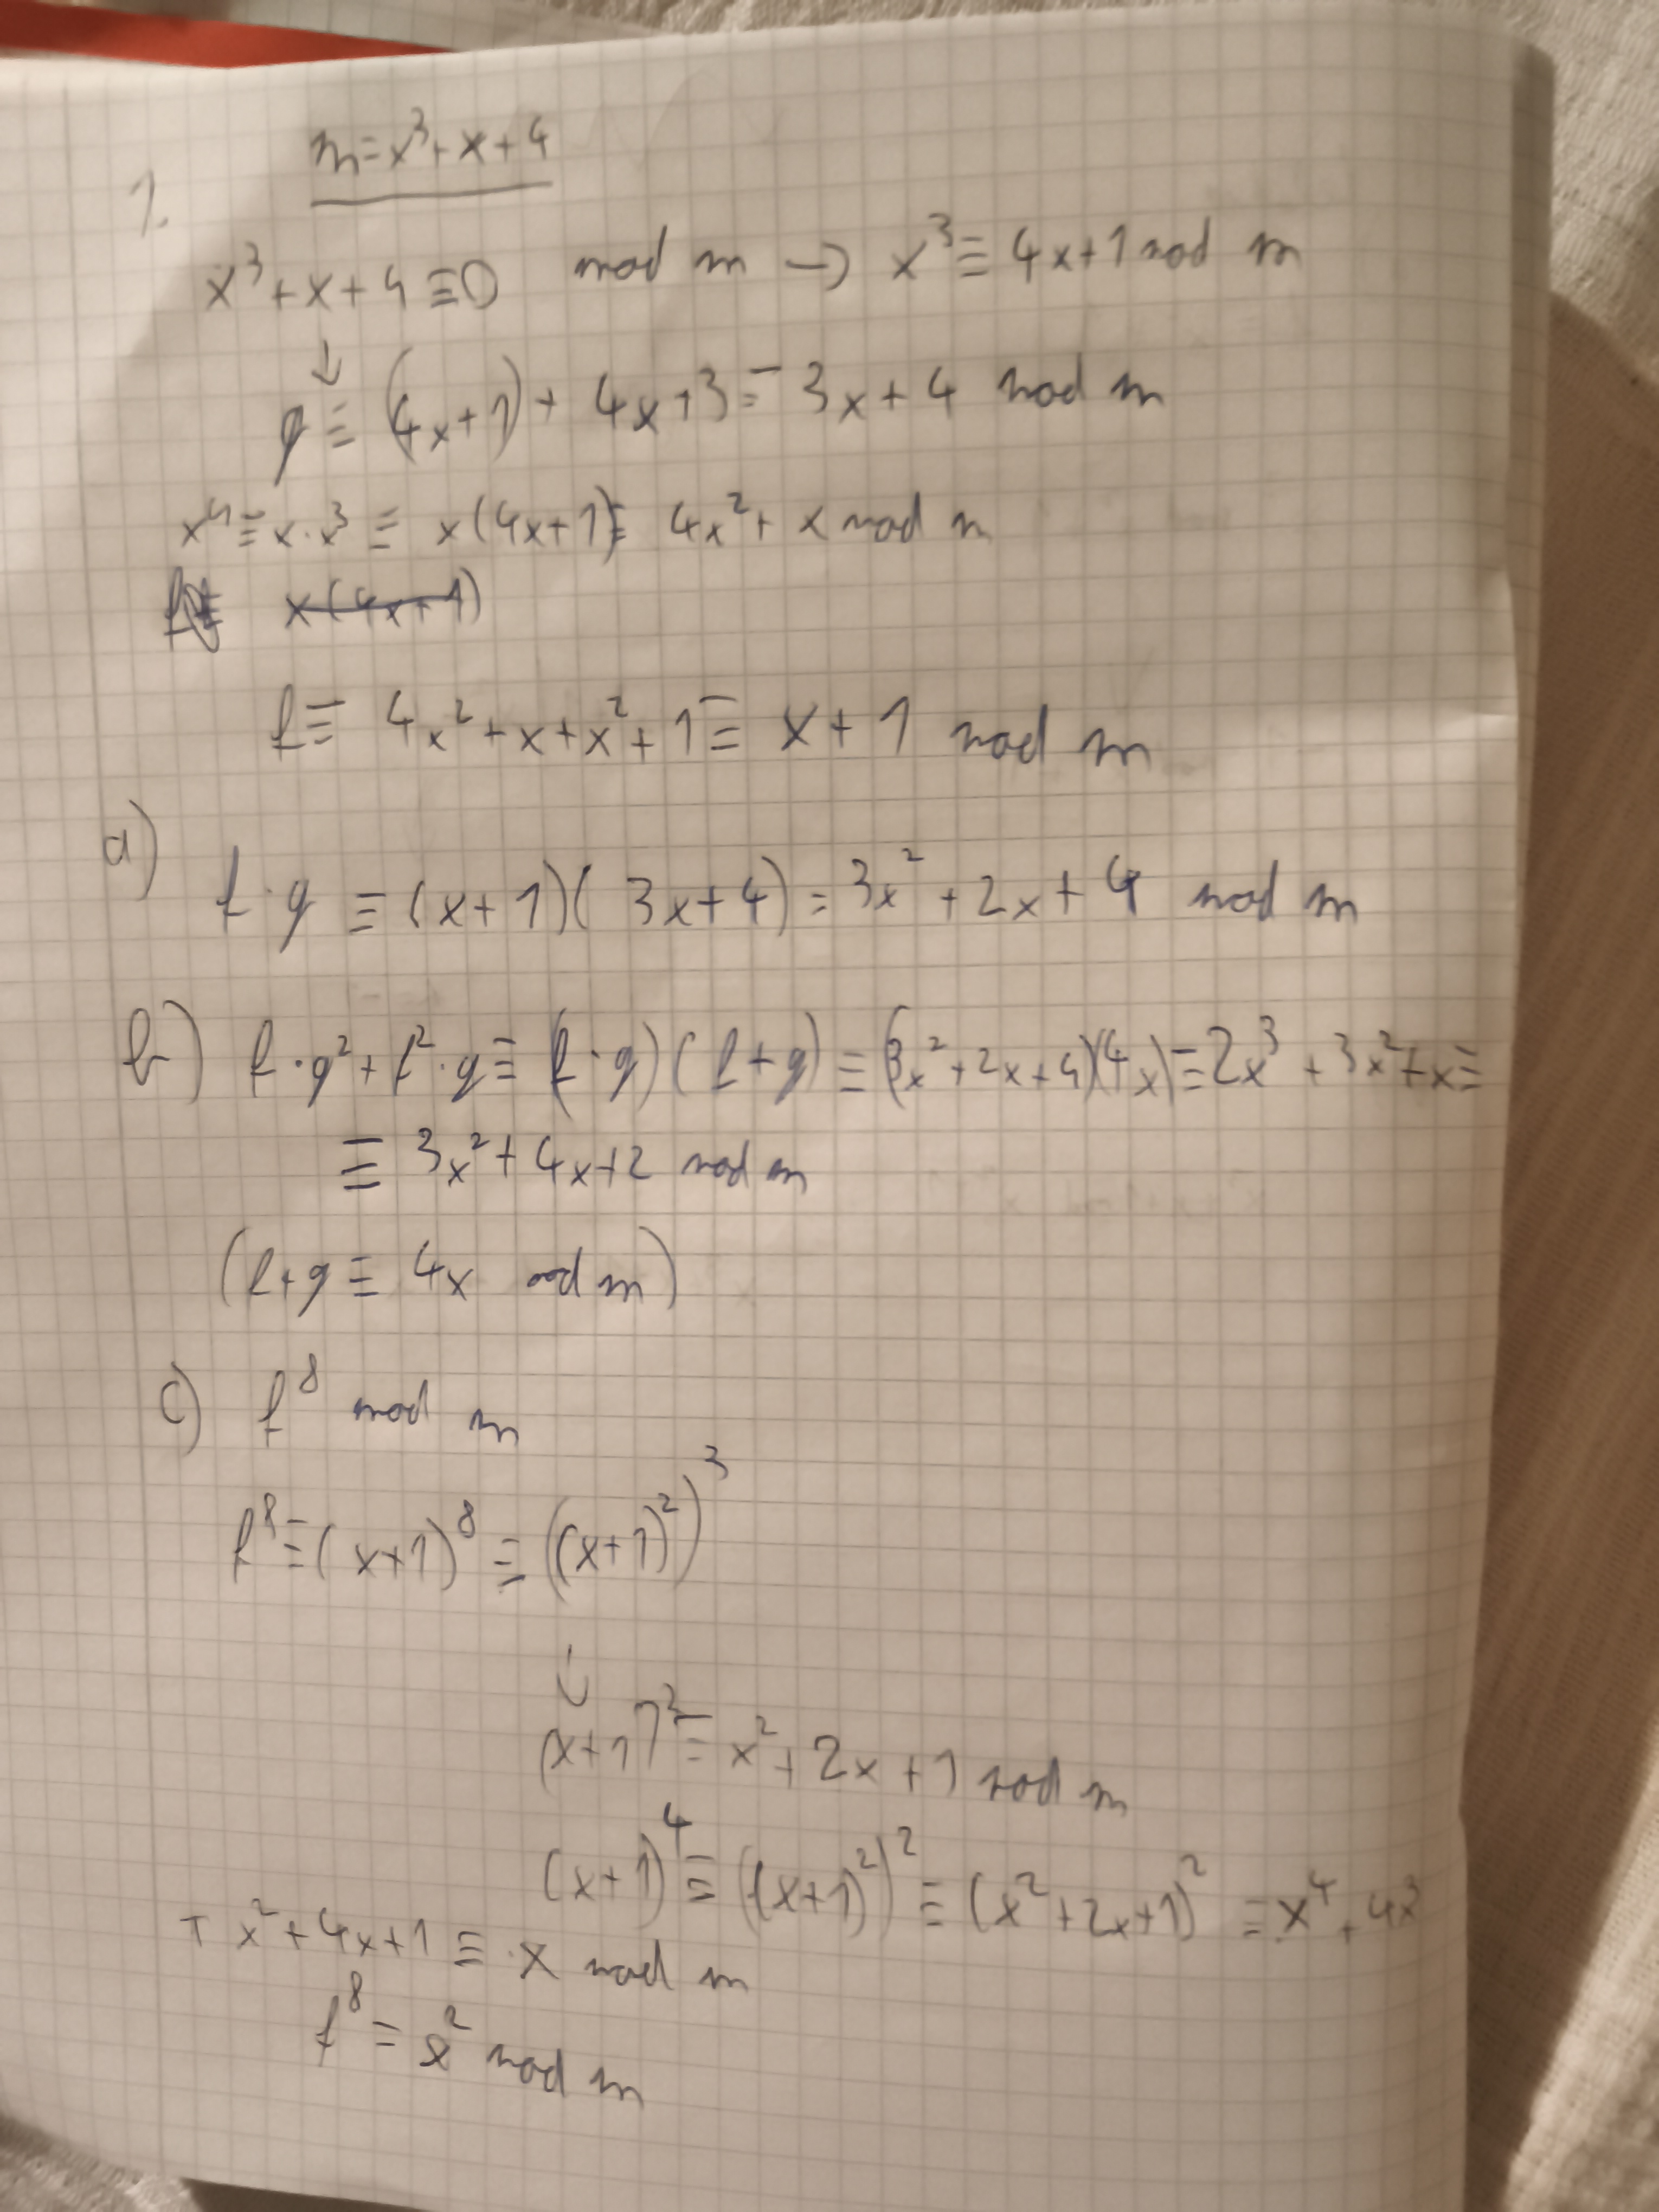 m=x³+x+4
1.
x³+x+4≡0 mod m → x³≡4x+1 mod m
↓
g≡(4x+1)+4x+3≡3x+4 mod m
x⁴≡x·x³≡x(4x+1)≡4x²+x mod m
x(4x+1)
f≡4x²+x+x²+1≡x+1 mod m
a)
f·g≡(x+1)(3x+4)=3x²+2x+4 mod m
b) f·g²+f²·g≡(f·g)(f+g)≡(3x²+2x+4)(4x)≡2x³+3x²+x≡
≡3x²+4x+2 mod m
(f+g≡4x mod m)
c) f⁸ mod m
f⁸≡(x+1)⁸≡((x+1)²)³
↓
(x+1)²≡x²+2x+1 mod m
(x+1)⁴≡((x+1)²)²≡(x²+2x+1)²≡x⁴+4x³
+x²+4x+1≡x mod m
f⁸≡x² mod m